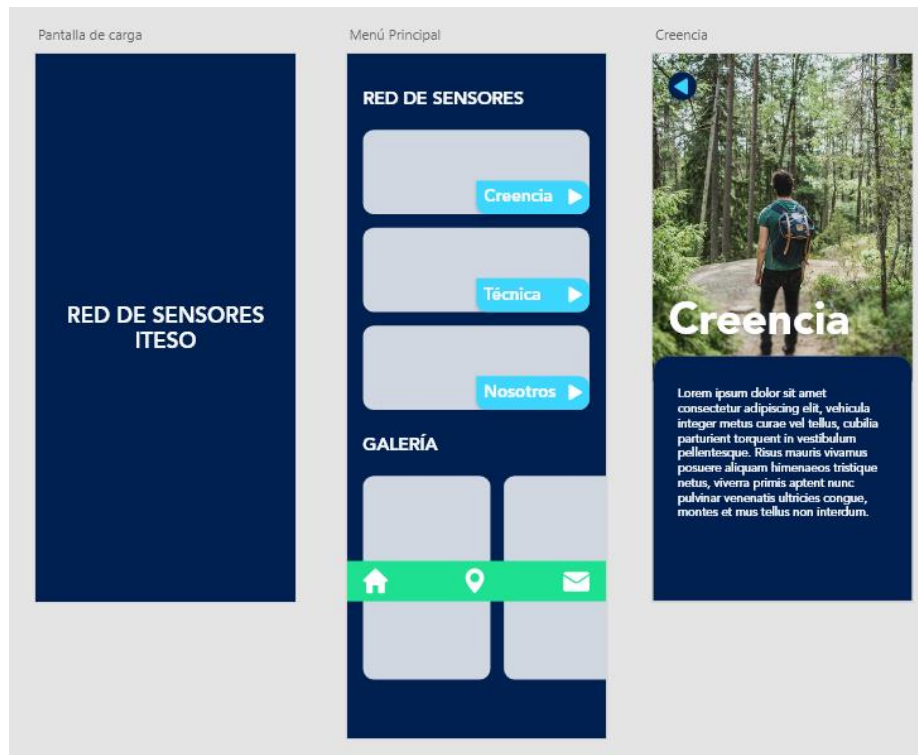 Pantalla de carga
RED DE SENSORES
ITESO
Menú Principal
RED DE SENSORES
Creencia
Técnica
Nosotros
GALERÍA
Creencia
Creencia
Lorem ipsum dolor sit amet
consectetur adipiscing elit, vehicula
integer metus curae vel tellus, cubilia
parturient torquent in vestibulum
pellentesque. Risus mauris vivamus
posuere aliquam himenaeos tristique
netus, viverra primis aptent nunc
pulvinar venenatis ultricies congue,
montes et mus tellus non interdum.